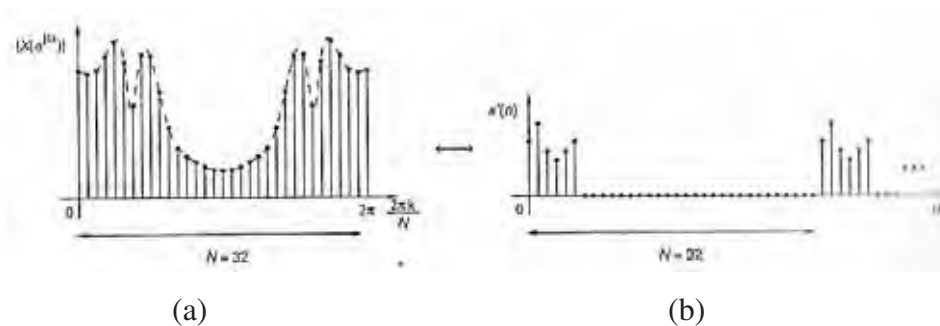 |X(e^{jω})|
x'(n)
0
2π
2πk/N
0
N = 32
N = 32
(a)
(b)